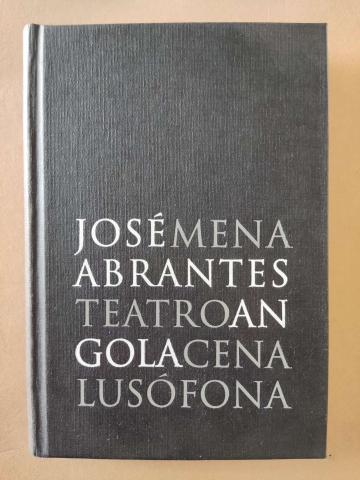 JOSÉMENA
ABRANTES
TEATROAN
GOLACENA
LUSÓFONA